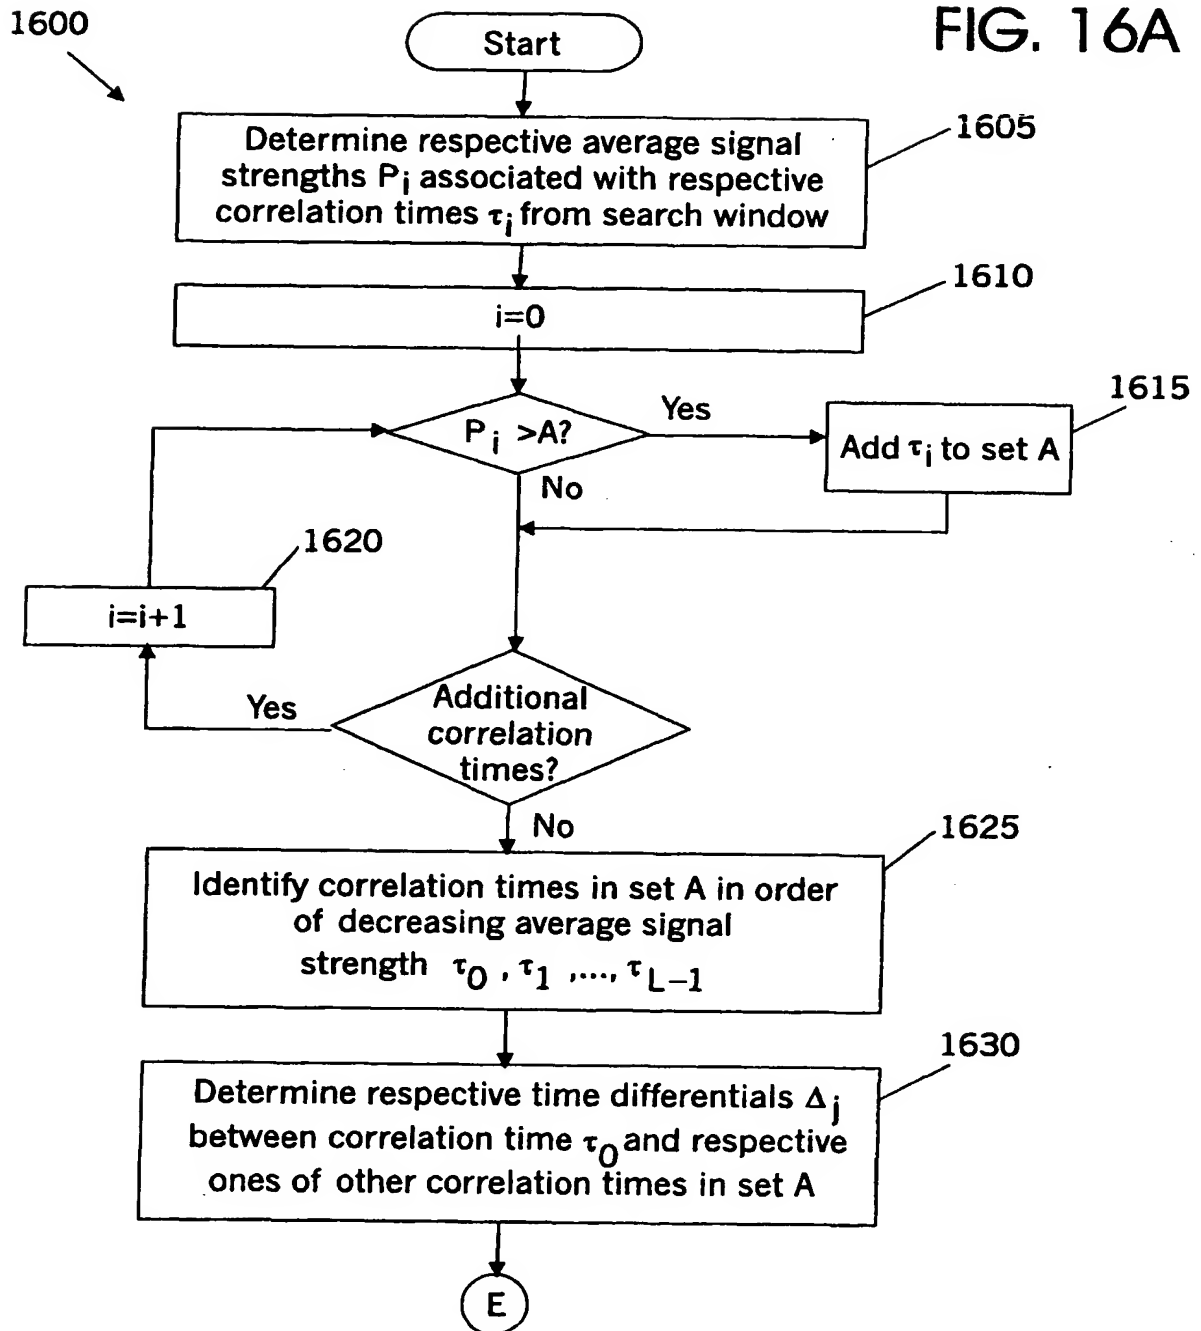 1600
FIG. 16A
Start
1605
Determine respective average signal
strengths Pi associated with respective
correlation times τi from search window
1610
i=0
1615
Pi >A?
Yes
Add τi to set A
No
1620
i=i+1
Yes
Additional
correlation
times?
No
1625
Identify correlation times in set A in order
of decreasing average signal
strength τ0 , τ1 ,..., τL-1
1630
Determine respective time differentials Δj
between correlation time τ0 and respective
ones of other correlation times in set A
E